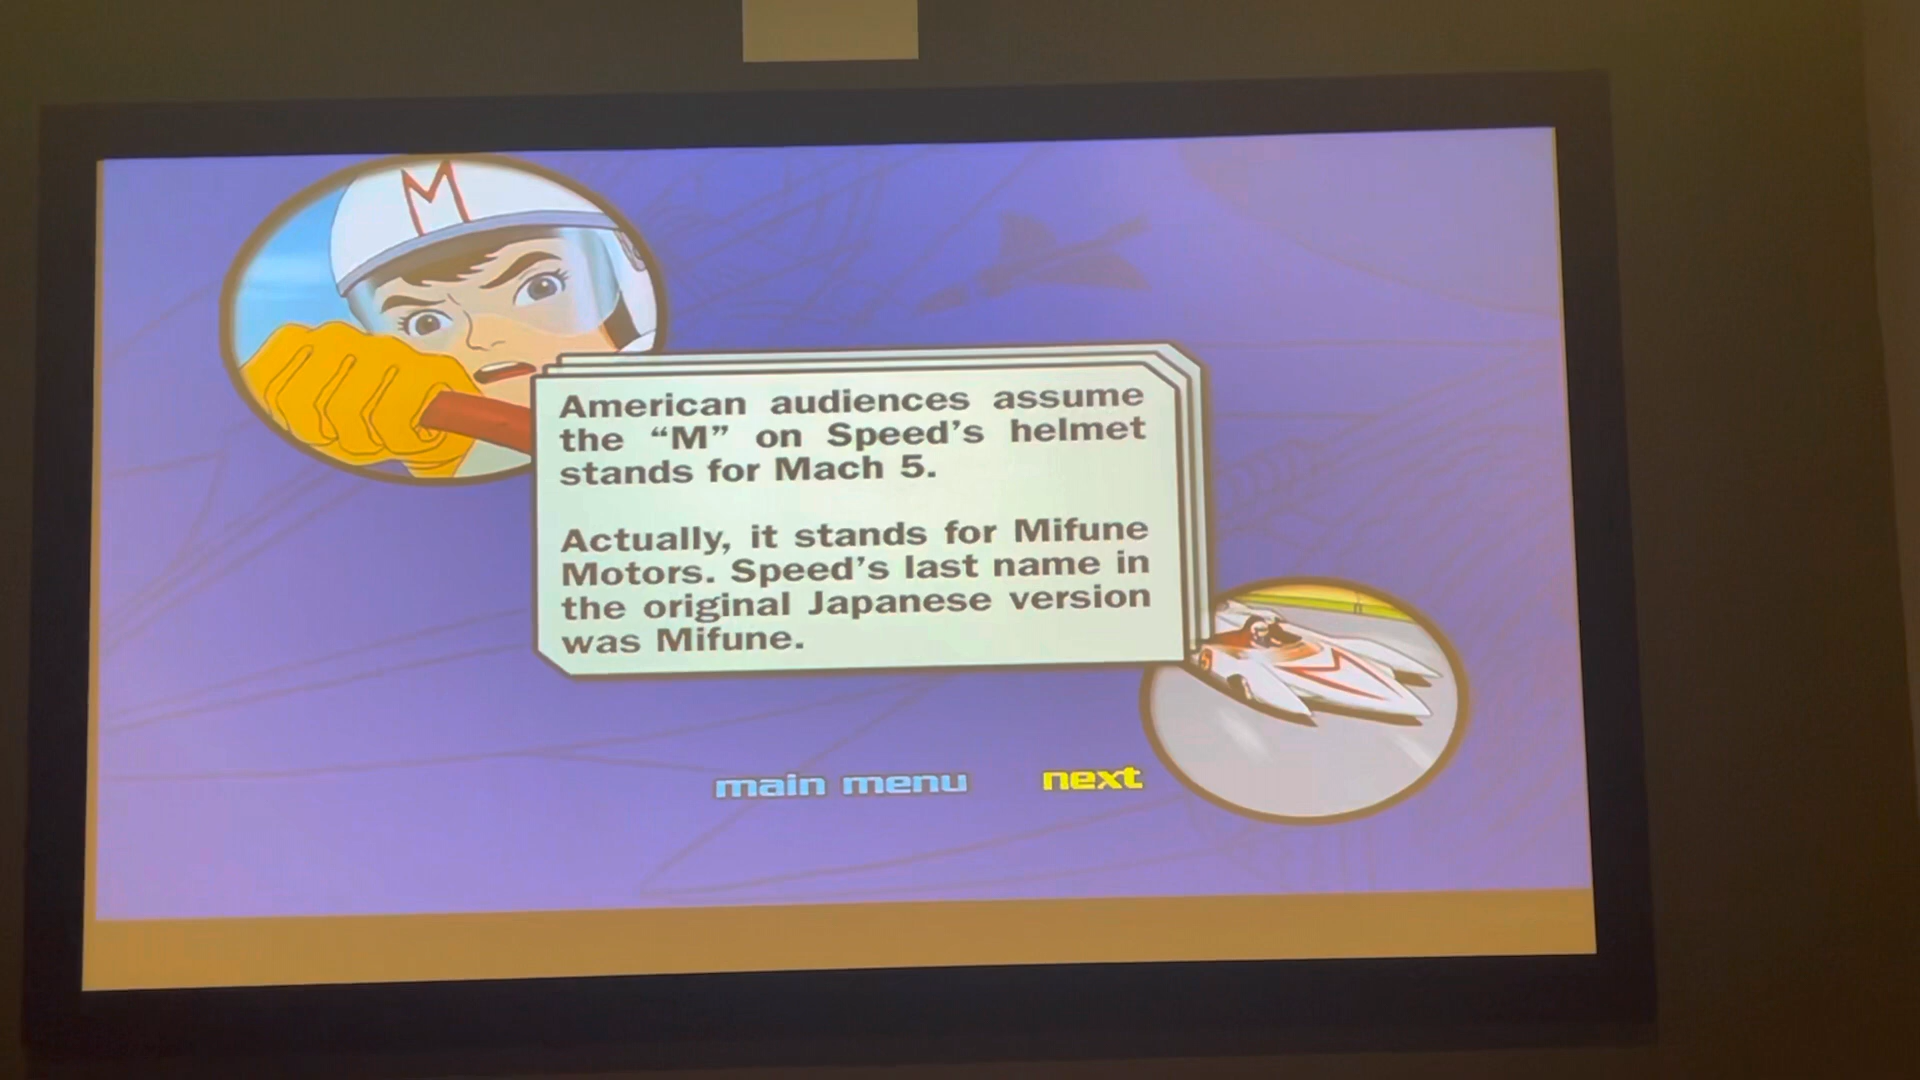 M
American audiences assume
the “M” on Speed’s helmet
stands for Mach 5.
Actually, it stands for Mifune
Motors. Speed’s last name in
the original Japanese version
was Mifune.
M
main menu next